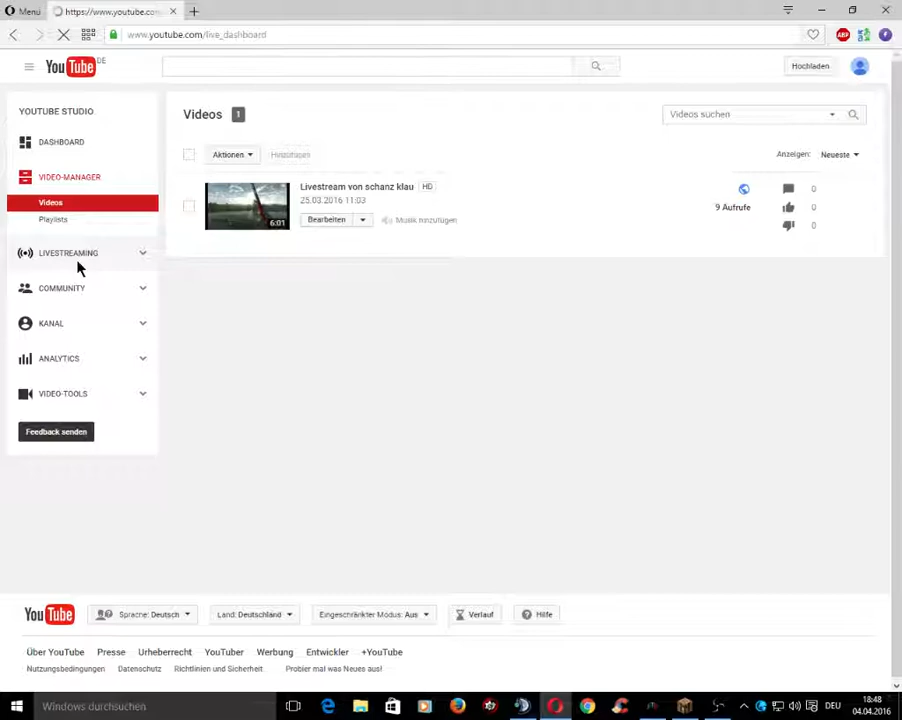 Menü https://www.youtube.co
www.youtube.com/live_dashboard ABP
YouTube DE Hochladen
YOUTUBE STUDIO
DASHBOARD
VIDEO-MANAGER
Videos
Playlists
LIVESTREAMING
COMMUNITY
KANAL
ANALYTICS
VIDEO-TOOLS
Feedback senden
Videos 1 Videos suchen
Aktionen Hinzufügen Anzeigen: Neueste
Livestream von schanz klau HD
25.03.2016 11:03
Bearbeiten Musik hinzufügen
6:01
9 Aufrufe
0
0
0
YouTube Sprache: Deutsch Land: Deutschland Eingeschränkter Modus: Aus Verlauf Hilfe
Über YouTube Presse Urheberrecht YouTuber Werbung Entwickler +YouTube
Nutzungsbedingungen Datenschutz Richtlinien und Sicherheit Probier mal was Neues aus!
Windows durchsuchen DEU 18:48
04.04.2016